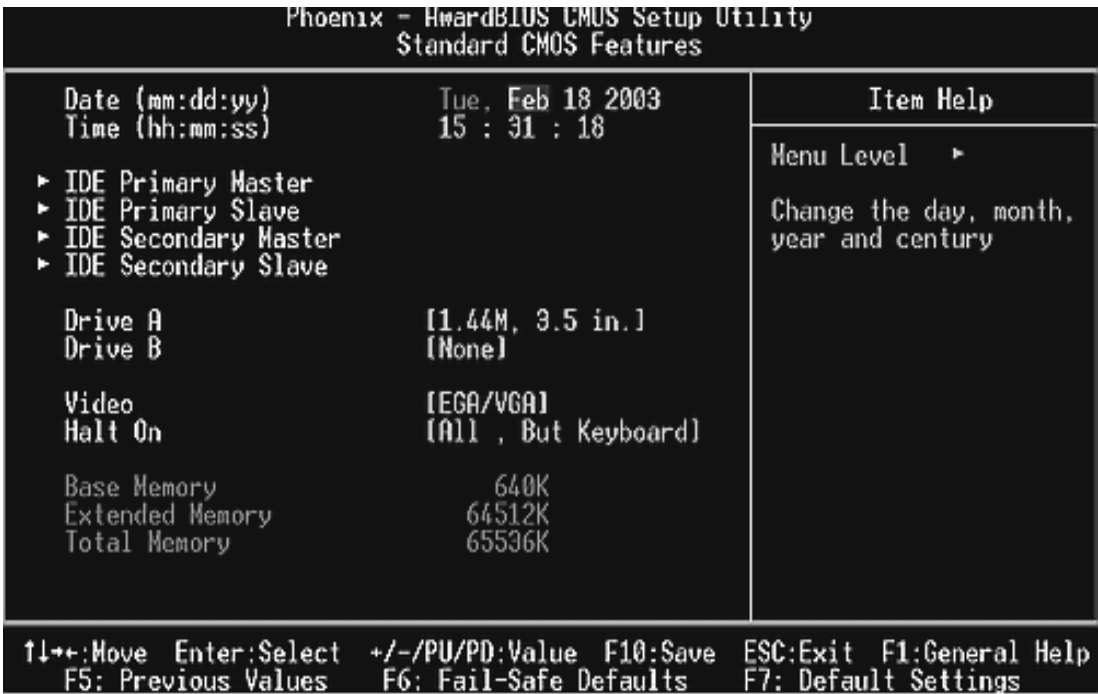 Phoenix - AwardBIOS CMOS Setup Utility
Standard CMOS Features
Date (mm:dd:yy) Tue, Feb 18 2003
Time (hh:mm:ss) 15 : 31 : 18
► IDE Primary Master
► IDE Primary Slave
► IDE Secondary Master
► IDE Secondary Slave
Drive A [1.44M, 3.5 in.]
Drive B [None]
Video [EGA/VGA]
Halt On [All , But Keyboard]
Base Memory 640K
Extended Memory 64512K
Total Memory 65536K
Item Help
Menu Level ►
Change the day, month,
year and century
↑↓→←:Move Enter:Select +/-/PU/PD:Value F10:Save ESC:Exit F1:General Help
F5: Previous Values F6: Fail-Safe Defaults F7: Default Settings